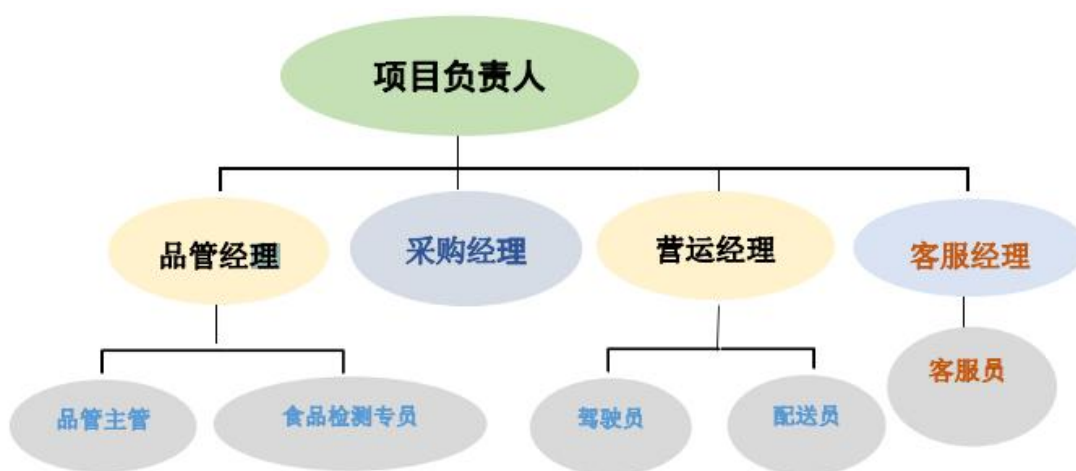 项目负责人
品管经理
采购经理
营运经理
客服经理
品管主管
食品检测专员
驾驶员
配送员
客服员